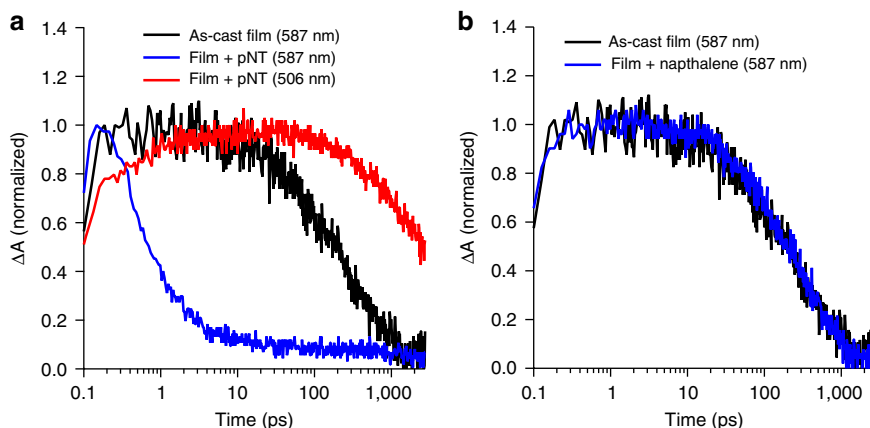 a
As-cast film (587 nm)
Film + pNT (587 nm)
Film + pNT (506 nm)
1.4
1.2
1.0
0.8
0.6
0.4
0.2
0.0
ΔA (normalized)
0.1 1 10 100 1,000
Time (ps)
b
As-cast film (587 nm)
Film + napthalene (587 nm)
1.4
1.2
1.0
0.8
0.6
0.4
0.2
0.0
ΔA (normalized)
0.1 1 10 100 1,000
Time (ps)